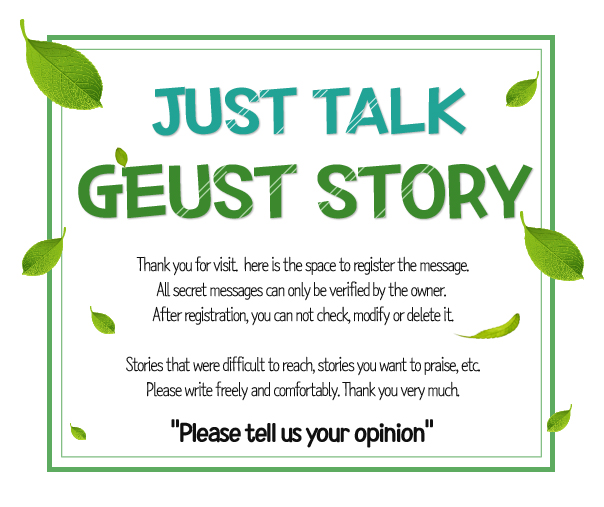 JUST TALK
GEUST STORY
Thank you for visit. here is the space to register the message.
All secret messages can only be verified by the owner.
After registration, you can not check, modify or delete it.
Stories that were difficult to reach, stories you want to praise, etc.
Please write freely and comfortably. Thank you very much.
"Please tell us your opinion"